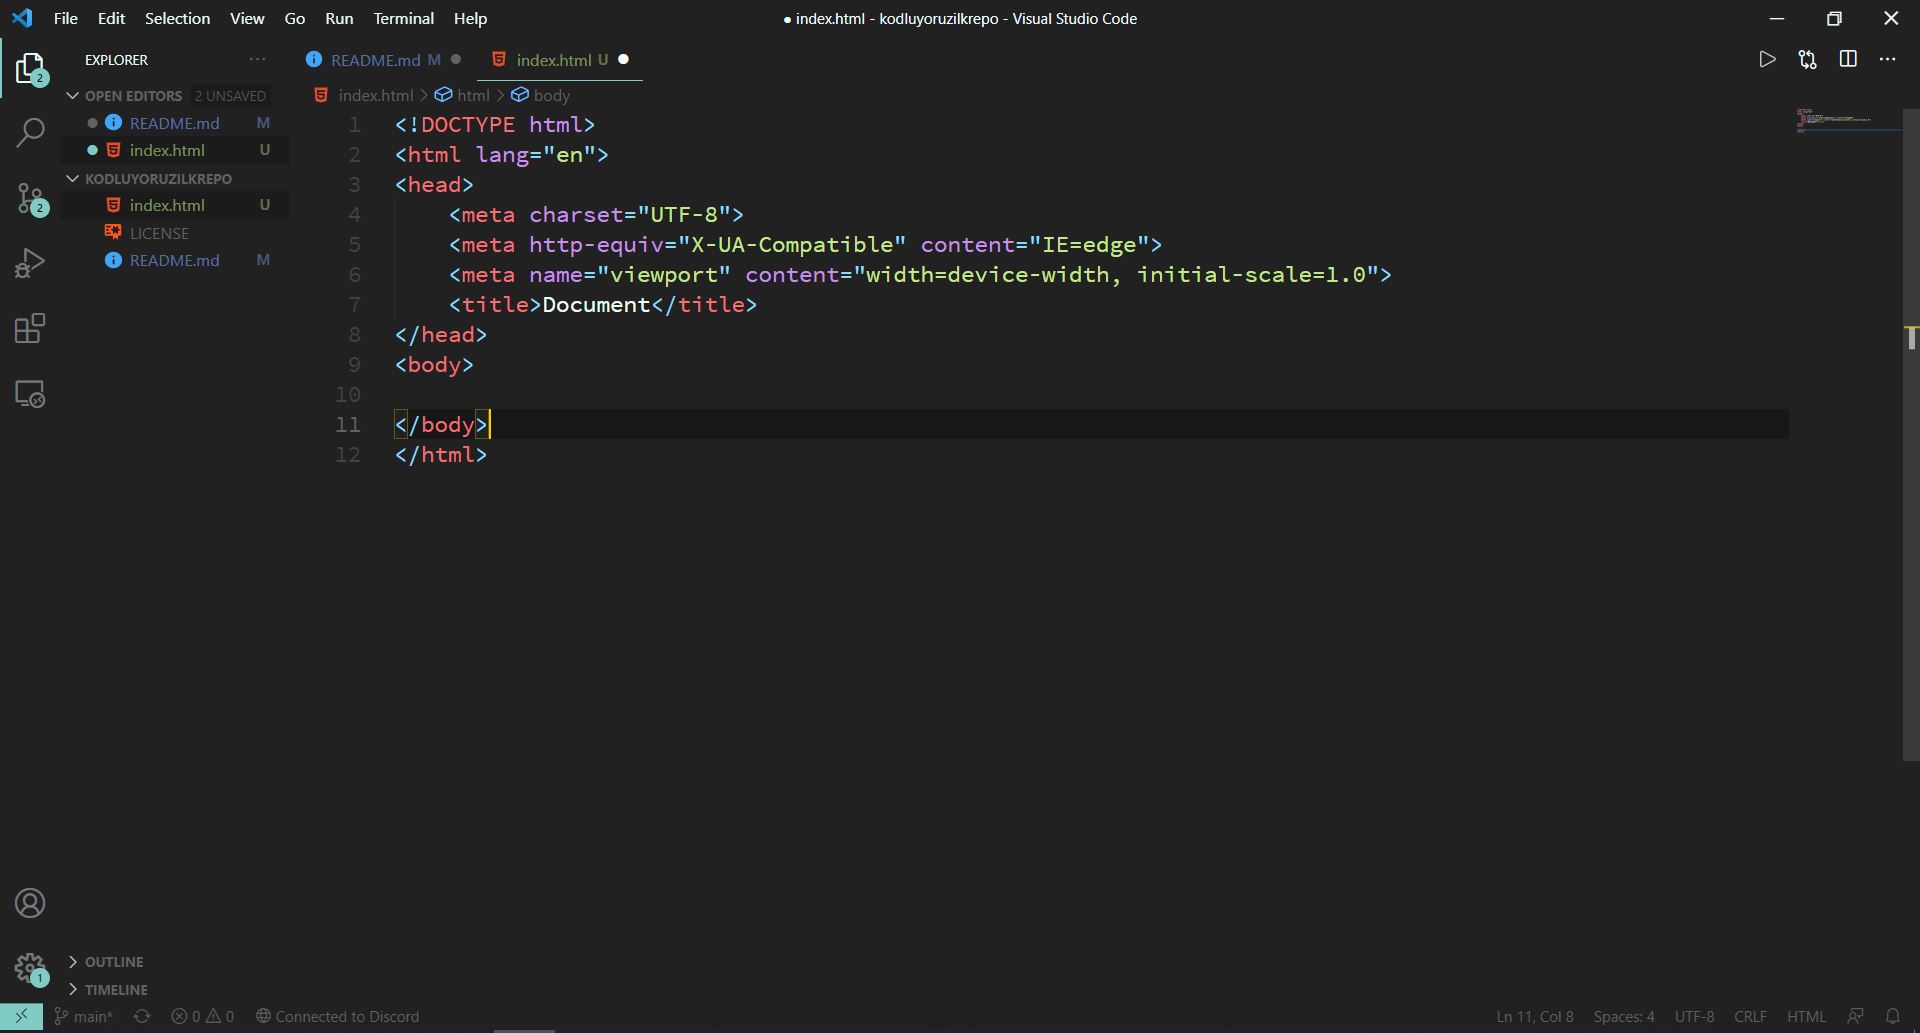 File Edit Selection View Go Run Terminal Help
● index.html - kodluyoruzilkrepo - Visual Studio Code
EXPLORER
OPEN EDITORS 2 UNSAVED
README.md M
index.html U
KODLUYORUZILKREPO
index.html U
LICENSE
README.md M
2
2
1
OUTLINE
TIMELINE
README.md M
index.html U
index.html > html > body
1 <!DOCTYPE html>
2 <html lang="en">
3 <head>
4     <meta charset="UTF-8">
5     <meta http-equiv="X-UA-Compatible" content="IE=edge">
6     <meta name="viewport" content="width=device-width, initial-scale=1.0">
7     <title>Document</title>
8 </head>
9 <body>
10
11 </body>
12 </html>
main* 0 0 Connected to Discord
Ln 11, Col 8 Spaces: 4 UTF-8 CRLF HTML